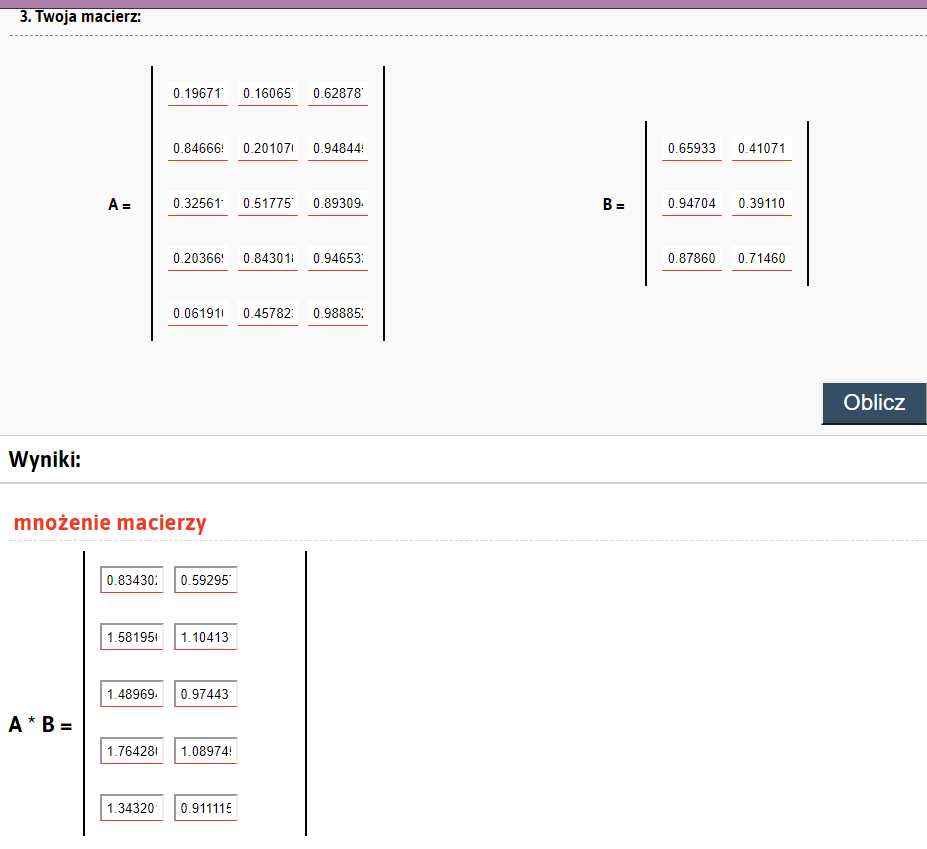 3. Twoja macierz:
0.19671 0.16065 0.62878
0.84666 0.20107 0.94844 0.65933 0.41071
A = 0.32561 0.51775 0.89309 B = 0.94704 0.39110
0.20366 0.84301 0.94653 0.87860 0.71460
0.06191 0.45782 0.98885
Oblicz
Wyniki:
mnożenie macierzy
0.83430 0.59295
1.58195 1.10413
1.48969 0.97443
A * B =
1.76428 1.08974
1.34320 0.911115